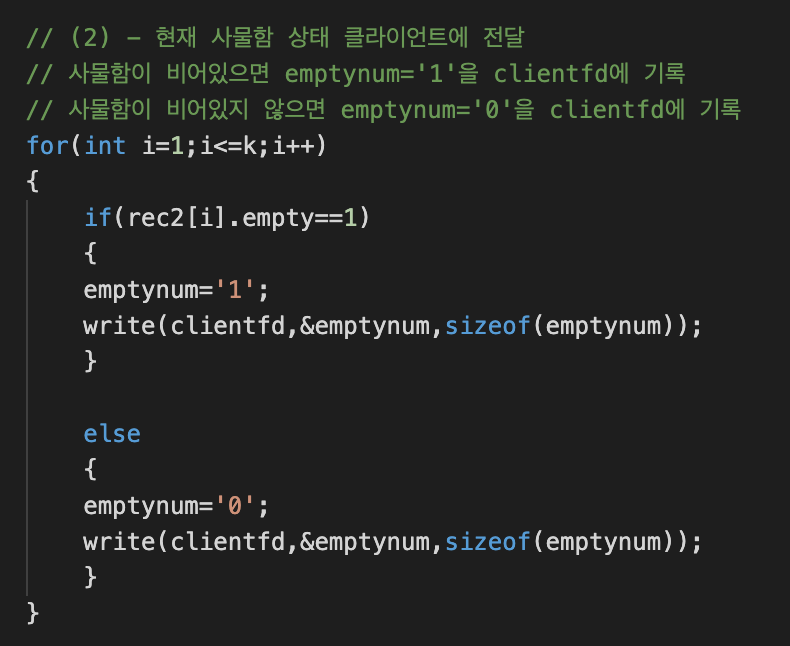 // (2) – 현재 사물함 상태 클라이언트에 전달
// 사물함이 비어있으면 emptynum='1'을 clientfd에 기록
// 사물함이 비어있지 않으면 emptynum='0'을 clientfd에 기록
for(int i=1;i<=k;i++)
{
if(rec2[i].empty==1)
{
emptynum='1';
write(clientfd,&emptynum,sizeof(emptynum));
}
else
{
emptynum='0';
write(clientfd,&emptynum,sizeof(emptynum));
}
}